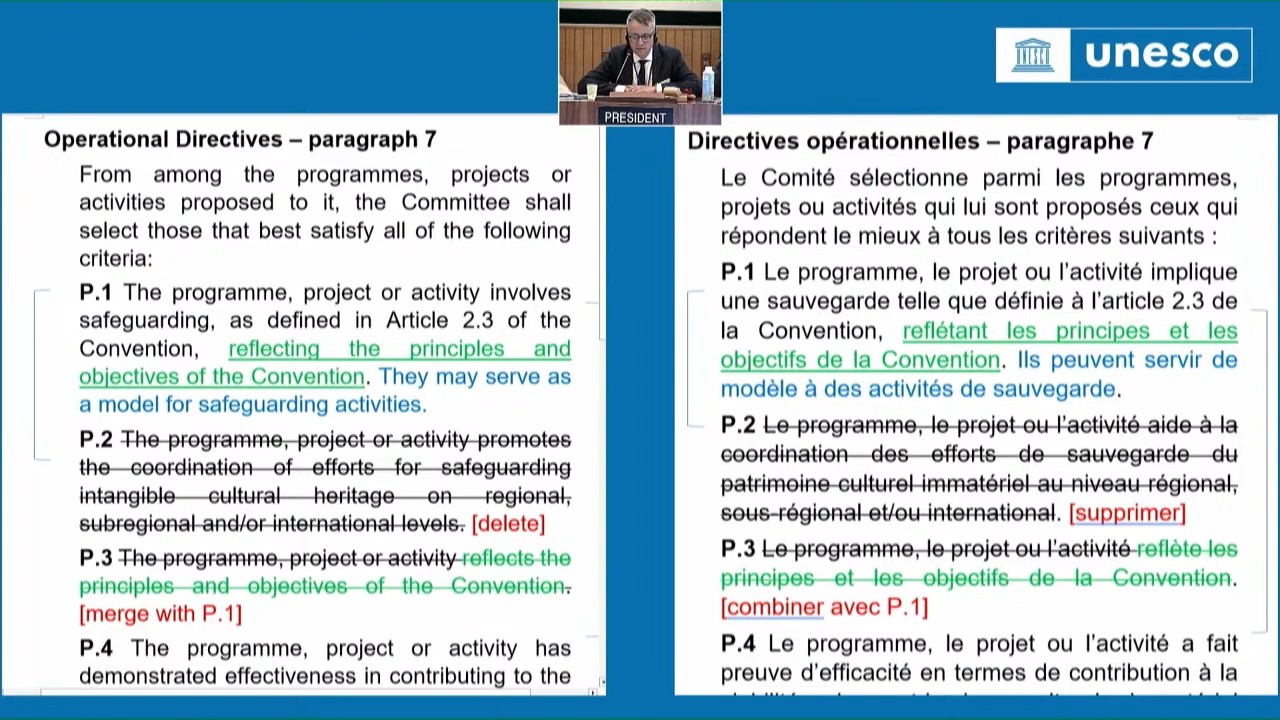 unesco
PRESIDENT
Operational Directives – paragraph 7
From among the programmes, projects or
activities proposed to it, the Committee shall
select those that best satisfy all of the following
criteria:
P.1 The programme, project or activity involves
safeguarding, as defined in Article 2.3 of the
Convention, reflecting the principles and
objectives of the Convention. They may serve as
a model for safeguarding activities.
P.2 The programme, project or activity promotes
the coordination of efforts for safeguarding
intangible cultural heritage on regional,
subregional and/or international levels. [delete]
P.3 The programme, project or activity reflects the
principles and objectives of the Convention.
[merge with P.1]
P.4 The programme, project or activity has
demonstrated effectiveness in contributing to the
Directives opérationnelles – paragraphe 7
Le Comité sélectionne parmi les programmes,
projets ou activités qui lui sont proposés ceux qui
répondent le mieux à tous les critères suivants :
P.1 Le programme, le projet ou l'activité implique
une sauvegarde telle que définie à l'article 2.3 de
la Convention, reflétant les principes et les
objectifs de la Convention. Ils peuvent servir de
modèle à des activités de sauvegarde.
P.2 Le programme, le projet ou l'activité aide à la
coordination des efforts de sauvegarde du
patrimoine culturel immatériel au niveau régional,
sous-régional et/ou international. [supprimer]
P.3 Le programme, le projet ou l'activité reflète les
principes et les objectifs de la Convention.
[combiner avec P.1]
P.4 Le programme, le projet ou l'activité a fait
preuve d'efficacité en termes de contribution à la